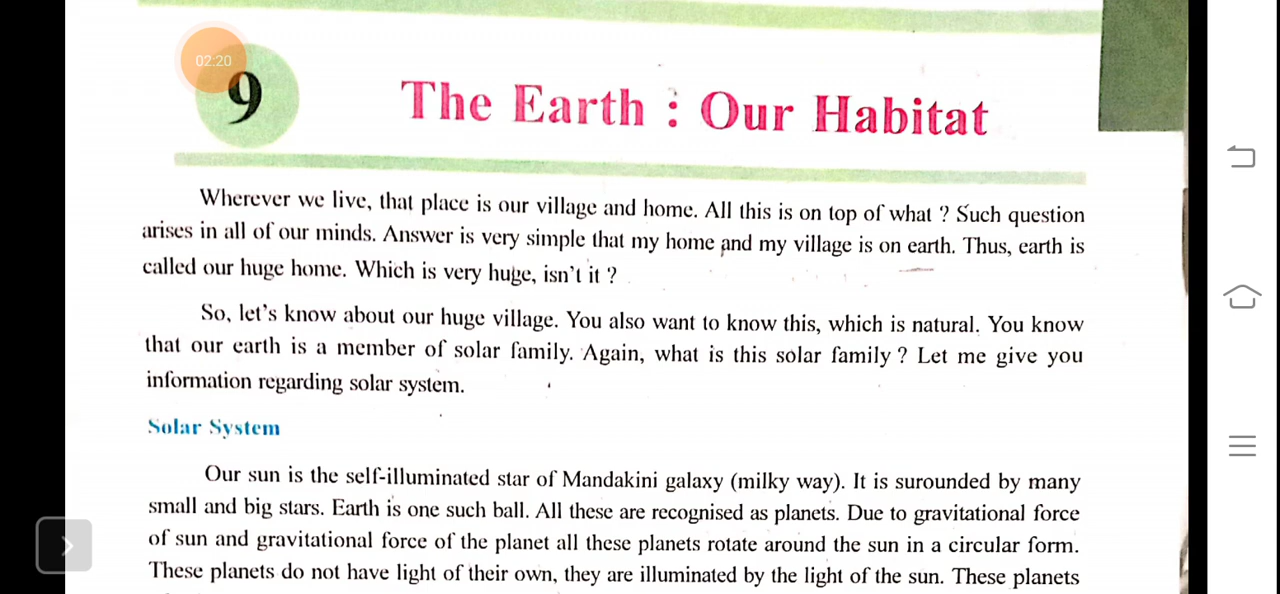 02:20
9
The Earth : Our Habitat
Wherever we live, that place is our village and home. All this is on top of what ? Such question
arises in all of our minds. Answer is very simple that my home and my village is on earth. Thus, earth is
called our huge home. Which is very huge, isn't it ?
So, let's know about our huge village. You also want to know this, which is natural. You know
that our earth is a member of solar family. Again, what is this solar family ? Let me give you
information regarding solar system.
Solar System
Our sun is the self-illuminated star of Mandakini galaxy (milky way). It is surounded by many
small and big stars. Earth is one such ball. All these are recognised as planets. Due to gravitational force
of sun and gravitational force of the planet all these planets rotate around the sun in a circular form.
These planets do not have light of their own, they are illuminated by the light of the sun. These planets